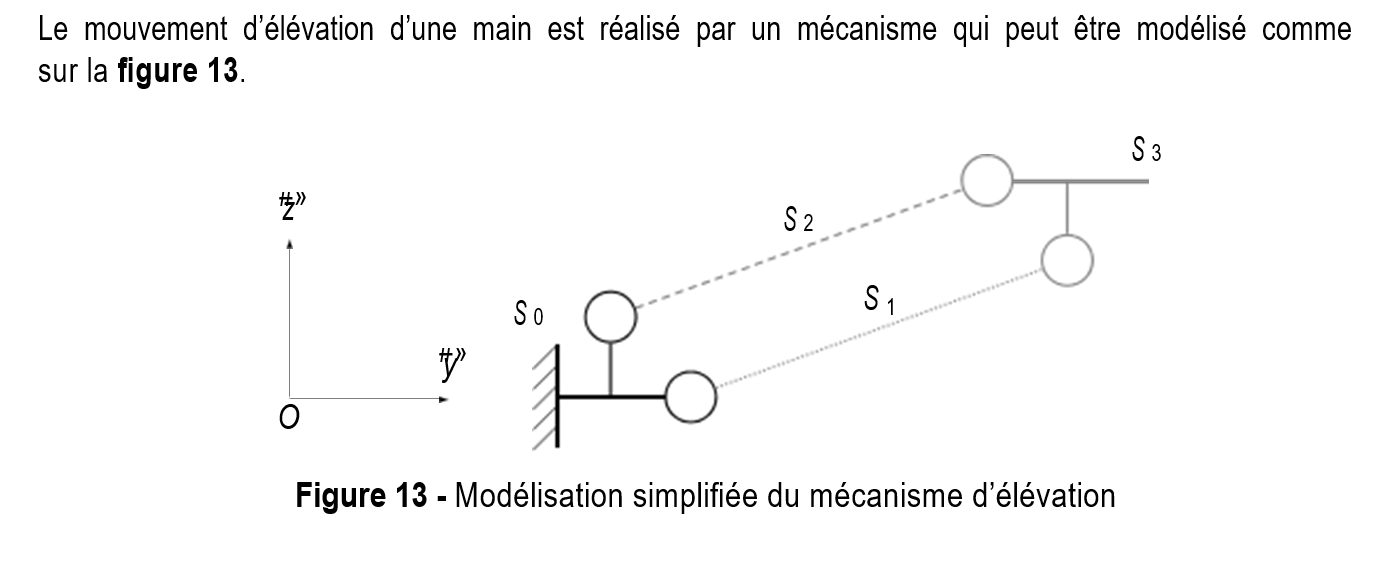 Le mouvement d’élévation d’une main est réalisé par un mécanisme qui peut être modélisé comme
sur la figure 13.
S 3
#»z
S 2
S 1
S 0
#»y
O
Figure 13 - Modélisation simplifiée du mécanisme d’élévation